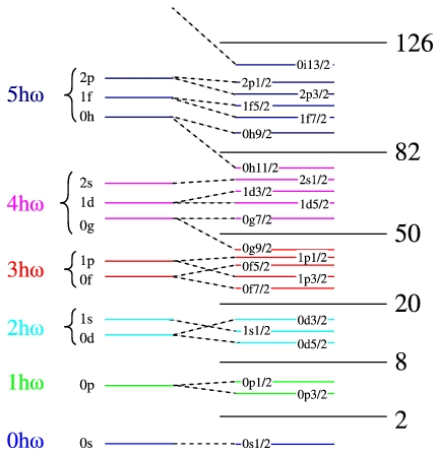 126
0i13/2
2p
2p1/2
5hω
2p3/2
1f
1f5/2
0h
1f7/2
0h9/2
82
0h11/2
2s
2s1/2
1d3/2
4hω
1d
1d5/2
0g
0g7/2
50
0g9/2
1p
1p1/2
3hω
0f5/2
0f
1p3/2
0f7/2
20
1s
0d3/2
2hω
1s1/2
0d
0d5/2
8
1hω
0p
0p1/2
0p3/2
2
0hω
0s
0s1/2